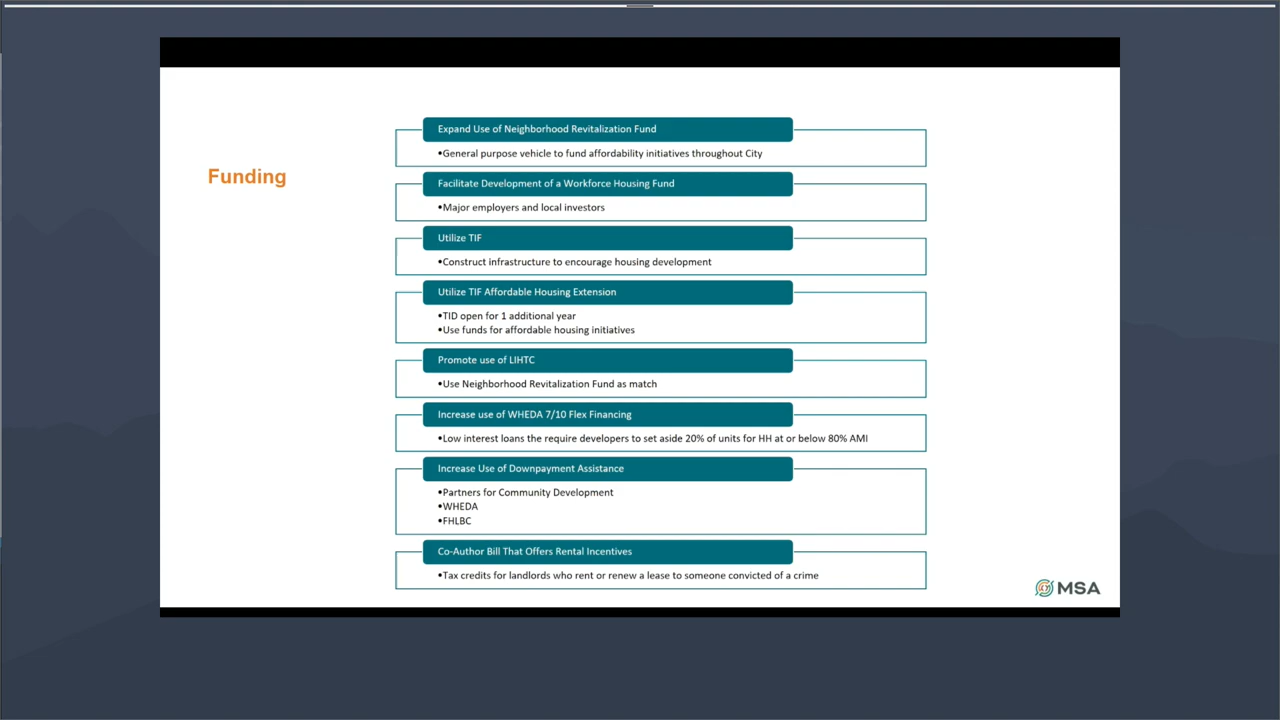 Funding
Expand Use of Neighborhood Revitalization Fund
•General purpose vehicle to fund affordability initiatives throughout City
Facilitate Development of a Workforce Housing Fund
•Major employers and local investors
Utilize TIF
•Construct infrastructure to encourage housing development
Utilize TIF Affordable Housing Extension
•TID open for 1 additional year
•Use funds for affordable housing initiatives
Promote use of LIHTC
•Use Neighborhood Revitalization Fund as match
Increase use of WHEDA 7/10 Flex Financing
•Low interest loans the require developers to set aside 20% of units for HH at or below 80% AMI
Increase Use of Downpayment Assistance
•Partners for Community Development
•WHEDA
•FHLBC
Co-Author Bill That Offers Rental Incentives
•Tax credits for landlords who rent or renew a lease to someone convicted of a crime
MSA